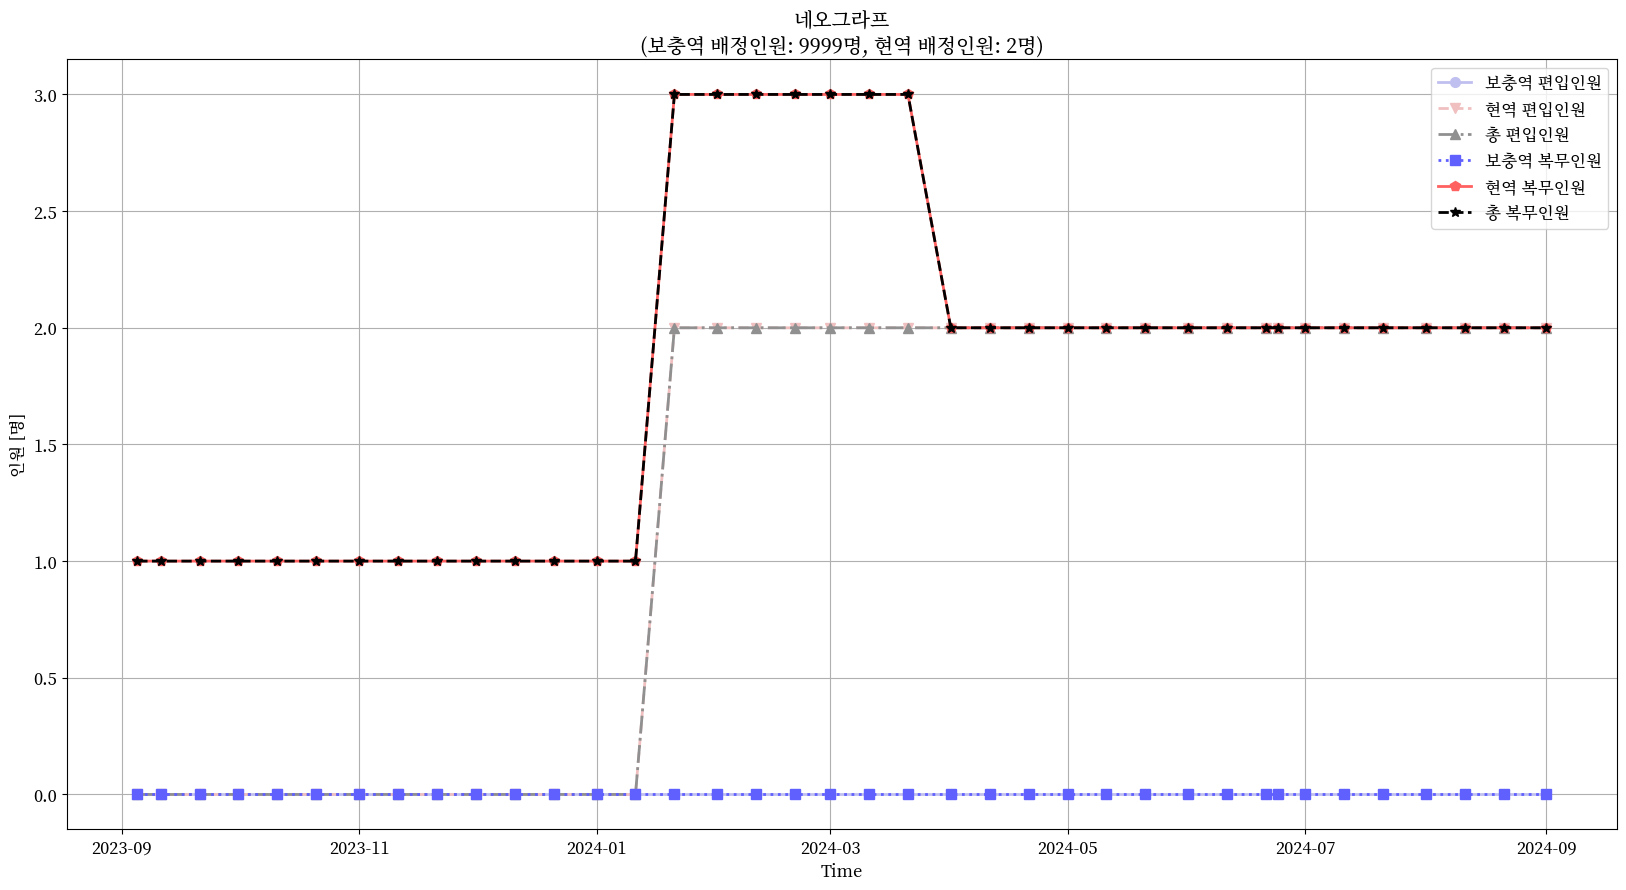 네오그라프
(보충역 배정인원: 9999명, 현역 배정인원: 2명)
보충역 편입인원
현역 편입인원
총 편입인원
보충역 복무인원
현역 복무인원
총 복무인원
인원 [명]
3.0
2.5
2.0
1.5
1.0
0.5
0.0
2023-09 2023-11 2024-01 2024-03 2024-05 2024-07 2024-09
Time